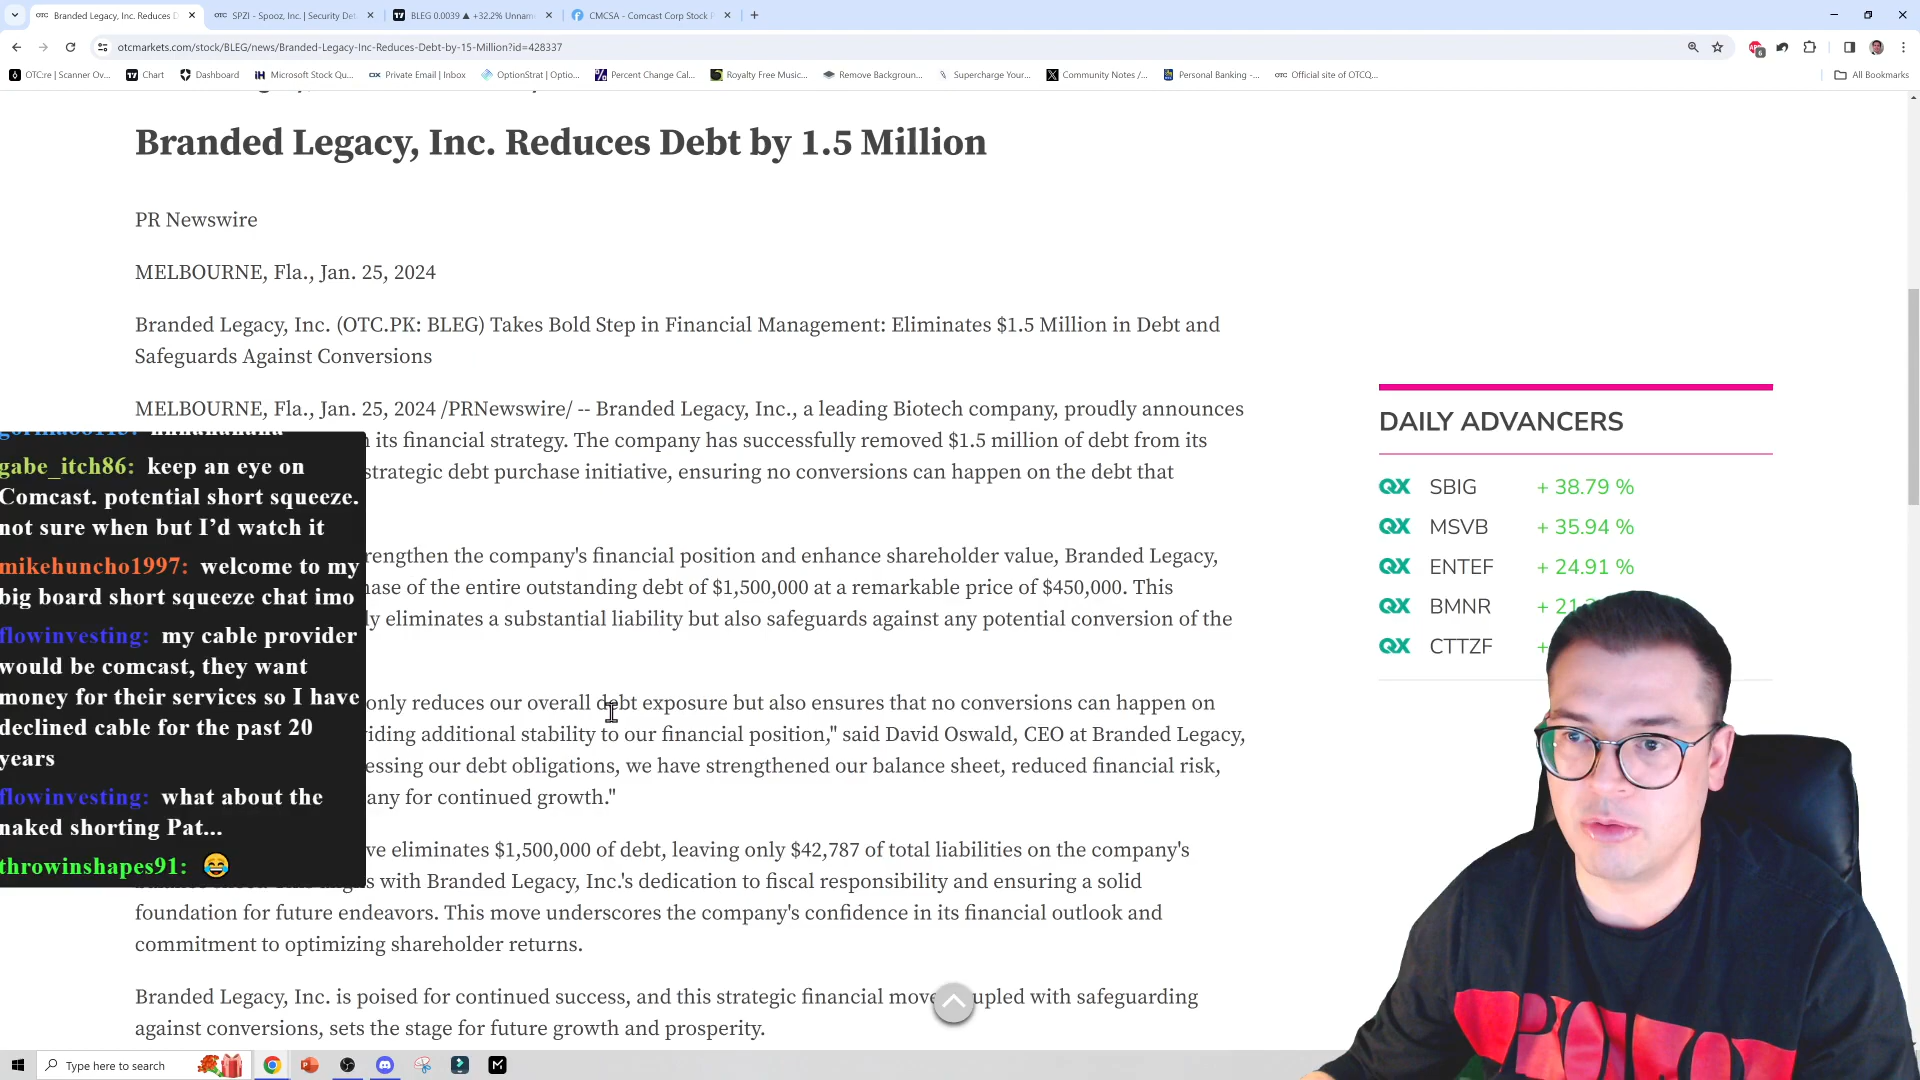 Branded Legacy, Inc. Reduces D
SPZI - Spooz, Inc. | Security Det
BLEG 0.0039 ▲ +32.2% Unnam
CMCSA - Comcast Corp Stock
otcmarkets.com/stock/BLEG/news/Branded-Legacy-Inc-Reduces-Debt-by-15-Million?id=428337
OTC:re | Scanner Ov...
Chart
Dashboard
Microsoft Stock Qu...
Private Email | Inbox
OptionStrat | Optio...
Percent Change Cal...
Royalty Free Music...
Remove Backgroun...
Supercharge Your...
Community Notes /...
Personal Banking -...
Official site of OTCQ...
All Bookmarks
Branded Legacy, Inc. Reduces Debt by 1.5 Million
PR Newswire
MELBOURNE, Fla., Jan. 25, 2024
Branded Legacy, Inc. (OTC.PK: BLEG) Takes Bold Step in Financial Management: Eliminates $1.5 Million in Debt and
Safeguards Against Conversions
MELBOURNE, Fla., Jan. 25, 2024 /PRNewswire/ -- Branded Legacy, Inc., a leading Biotech company, proudly announces
its financial strategy. The company has successfully removed $1.5 million of debt from its
strategic debt purchase initiative, ensuring no conversions can happen on the debt that
rengthen the company's financial position and enhance shareholder value, Branded Legacy,
ase of the entire outstanding debt of $1,500,000 at a remarkable price of $450,000. This
ly eliminates a substantial liability but also safeguards against any potential conversion of the
only reduces our overall debt exposure but also ensures that no conversions can happen on
iding additional stability to our financial position," said David Oswald, CEO at Branded Legacy,
essing our debt obligations, we have strengthened our balance sheet, reduced financial risk,
any for continued growth."
ve eliminates $1,500,000 of debt, leaving only $42,787 of total liabilities on the company's
s with Branded Legacy, Inc.'s dedication to fiscal responsibility and ensuring a solid
foundation for future endeavors. This move underscores the company's confidence in its financial outlook and
commitment to optimizing shareholder returns.
Branded Legacy, Inc. is poised for continued success, and this strategic financial move upled with safeguarding
against conversions, sets the stage for future growth and prosperity.
gabe_itch86: keep an eye on
Comcast. potential short squeeze.
not sure when but I'd watch it
mikehuncho1997: welcome to my
big board short squeeze chat imo
flowinvesting: my cable provider
would be comcast, they want
money for their services so I have
declined cable for the past 20
years
flowinvesting: what about the
naked shorting Pat...
throwinshapes91: 😂
DAILY ADVANCERS
QX SBIG + 38.79 %
QX MSVB + 35.94 %
QX ENTEF + 24.91 %
QX BMNR + 21
QX CTTZF +
POLO
Type here to search